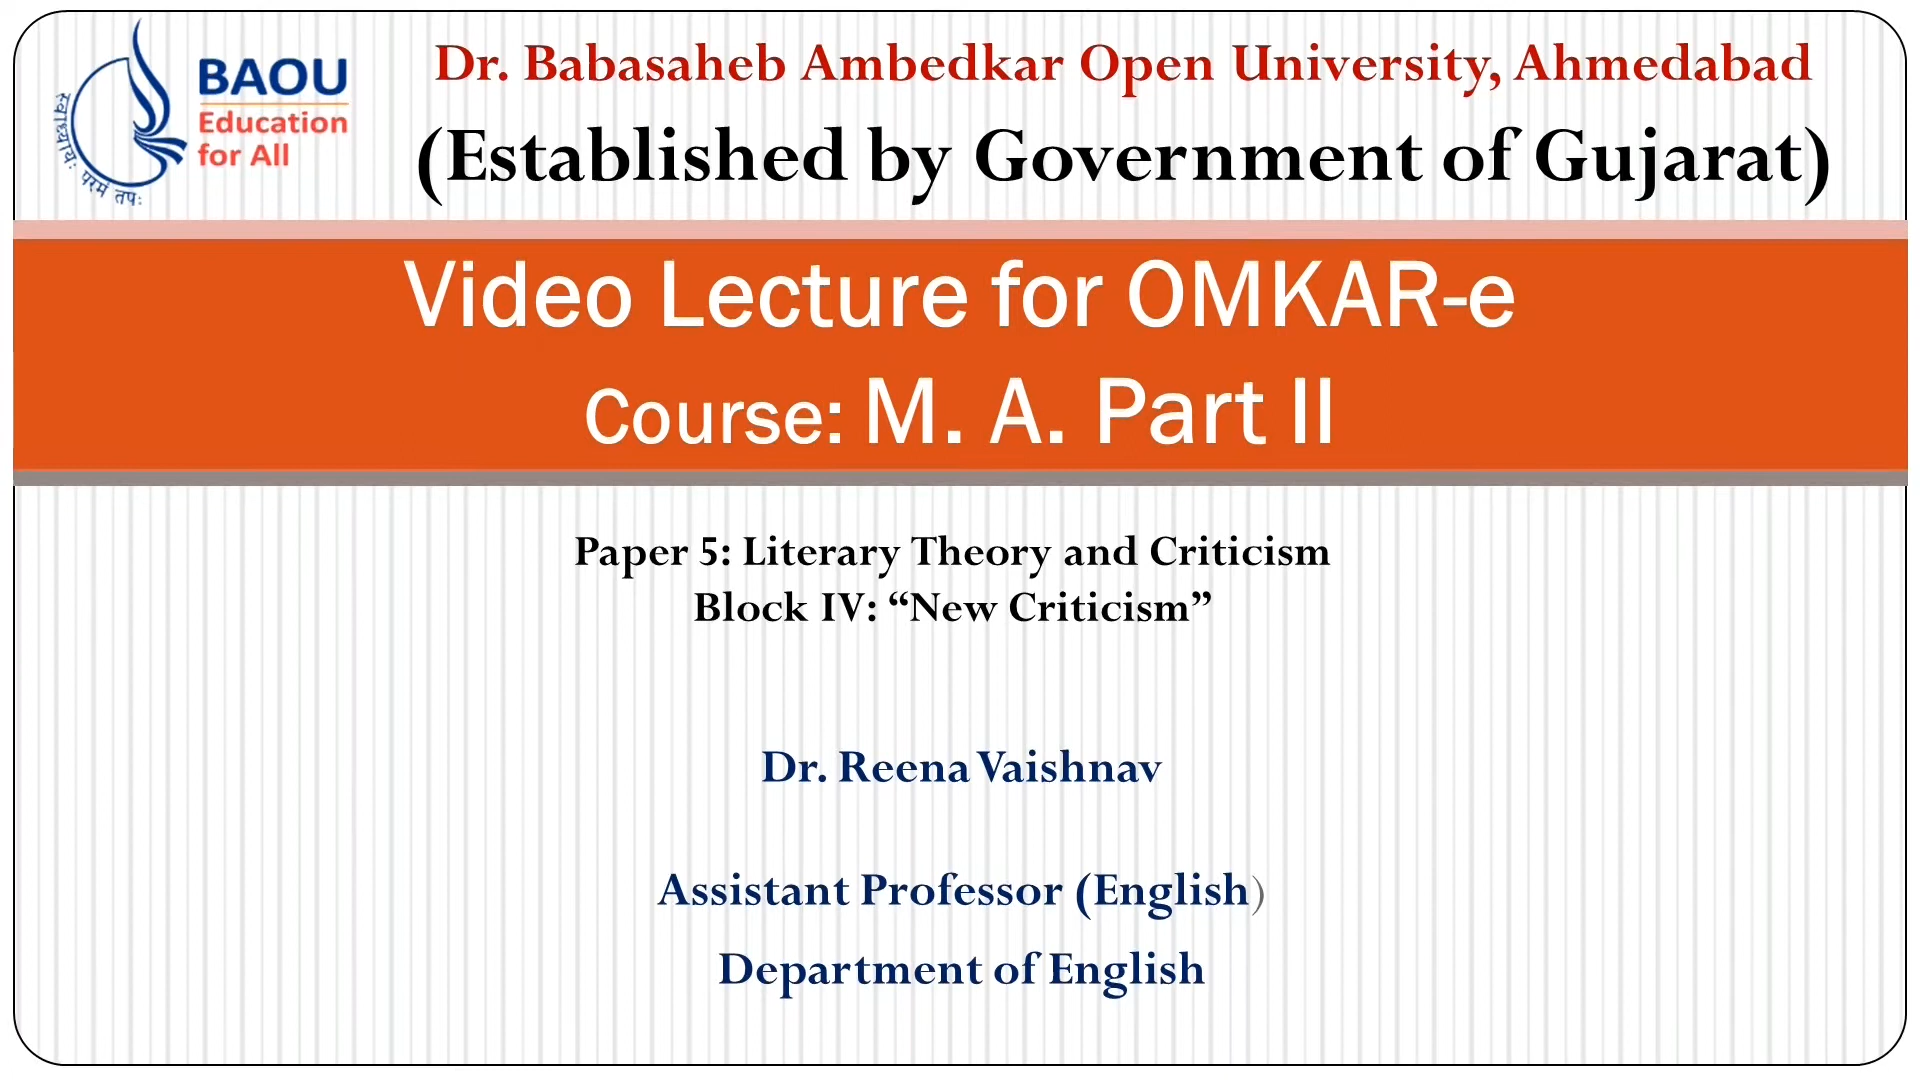 BAOU
Education
for All
स्वाध्यायः परमं तपः
Dr. Babasaheb Ambedkar Open University, Ahmedabad
(Established by Government of Gujarat)
Video Lecture for OMKAR-e
Course: M. A. Part II
Paper 5: Literary Theory and Criticism
Block IV: “New Criticism”
Dr. Reena Vaishnav
Assistant Professor (English)
Department of English